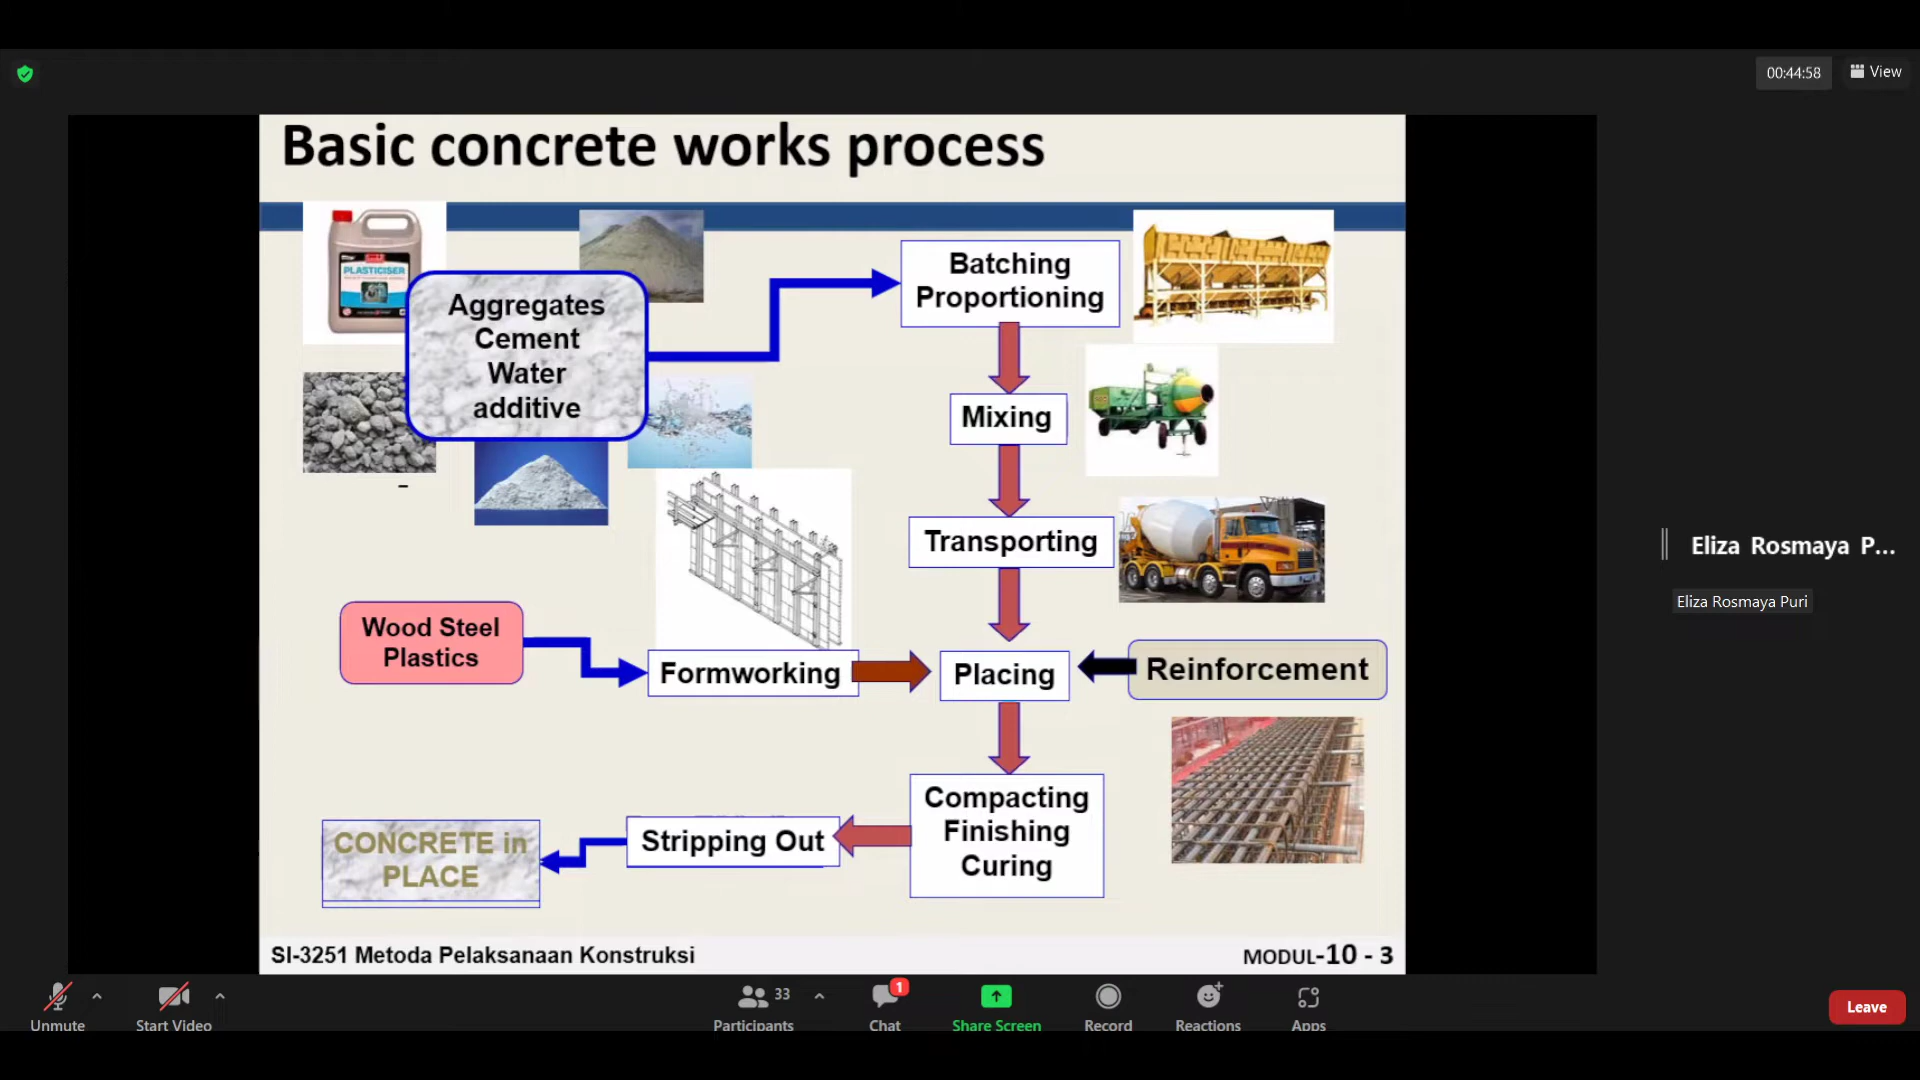 00:44:58
View
Basic concrete works process
PLASTICISER
Aggregates
Cement
Water
additive
Batching
Proportioning
Mixing
Transporting
Wood Steel
Plastics
Formworking
Placing
Reinforcement
Compacting
Finishing
Curing
Stripping Out
CONCRETE in
PLACE
SI-3251 Metoda Pelaksanaan Konstruksi
MODUL-10 - 3
Eliza Rosmaya P...
Eliza Rosmaya Puri
Unmute
Start Video
33
Participants
1
Chat
Share Screen
Record
Reactions
Apps
Leave